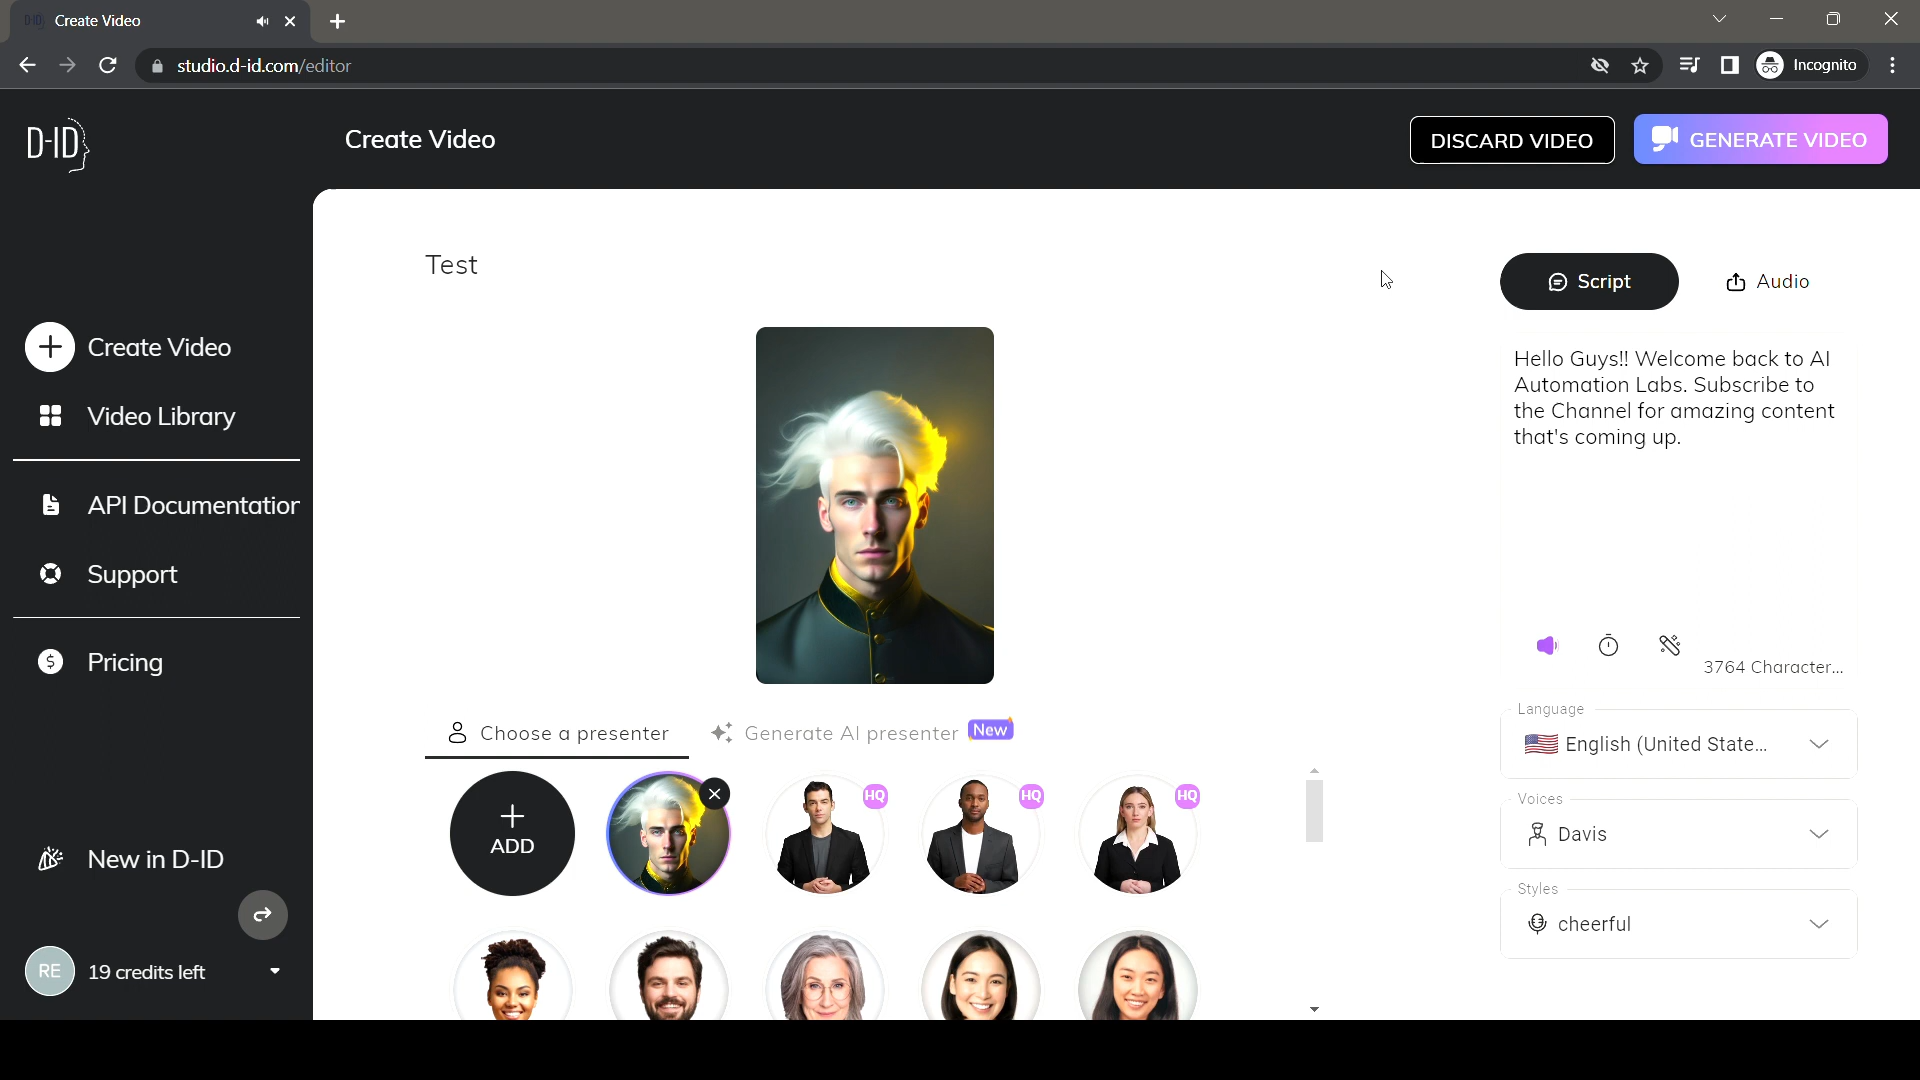 D-ID Create Video
studio.d-id.com/editor
Incognito
D-ID
Create Video
DISCARD VIDEO
GENERATE VIDEO
Create Video
Video Library
API Documentation
Support
$ Pricing
New in D-ID
RE 19 credits left
Test
Choose a presenter
Generate AI presenter New
+
ADD
HQ
HQ
HQ
Script
Audio
Hello Guys!! Welcome back to AI
Automation Labs. Subscribe to
the Channel for amazing content
that's coming up.
3764 Character...
Language
English (United State...
Voices
Davis
Styles
cheerful